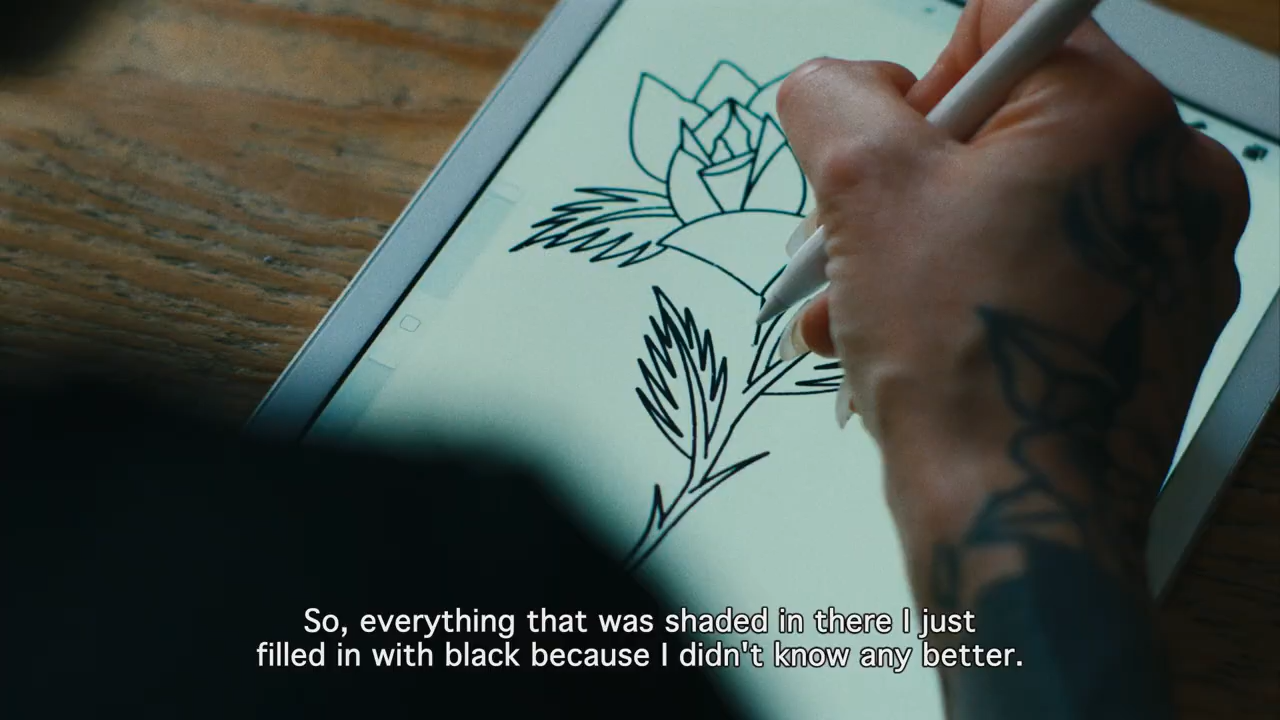 So, everything that was shaded in there I just
filled in with black because I didn't know any better.